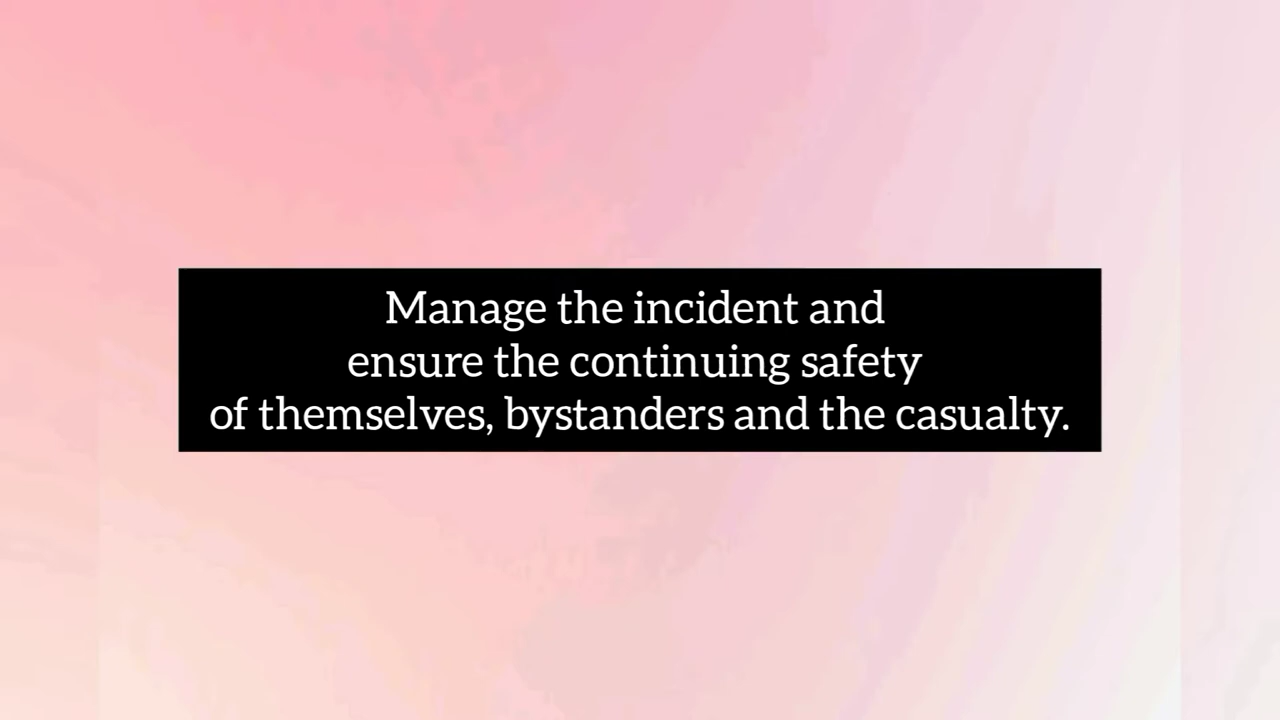 Manage the incident and
ensure the continuing safety
of themselves, bystanders and the casualty.